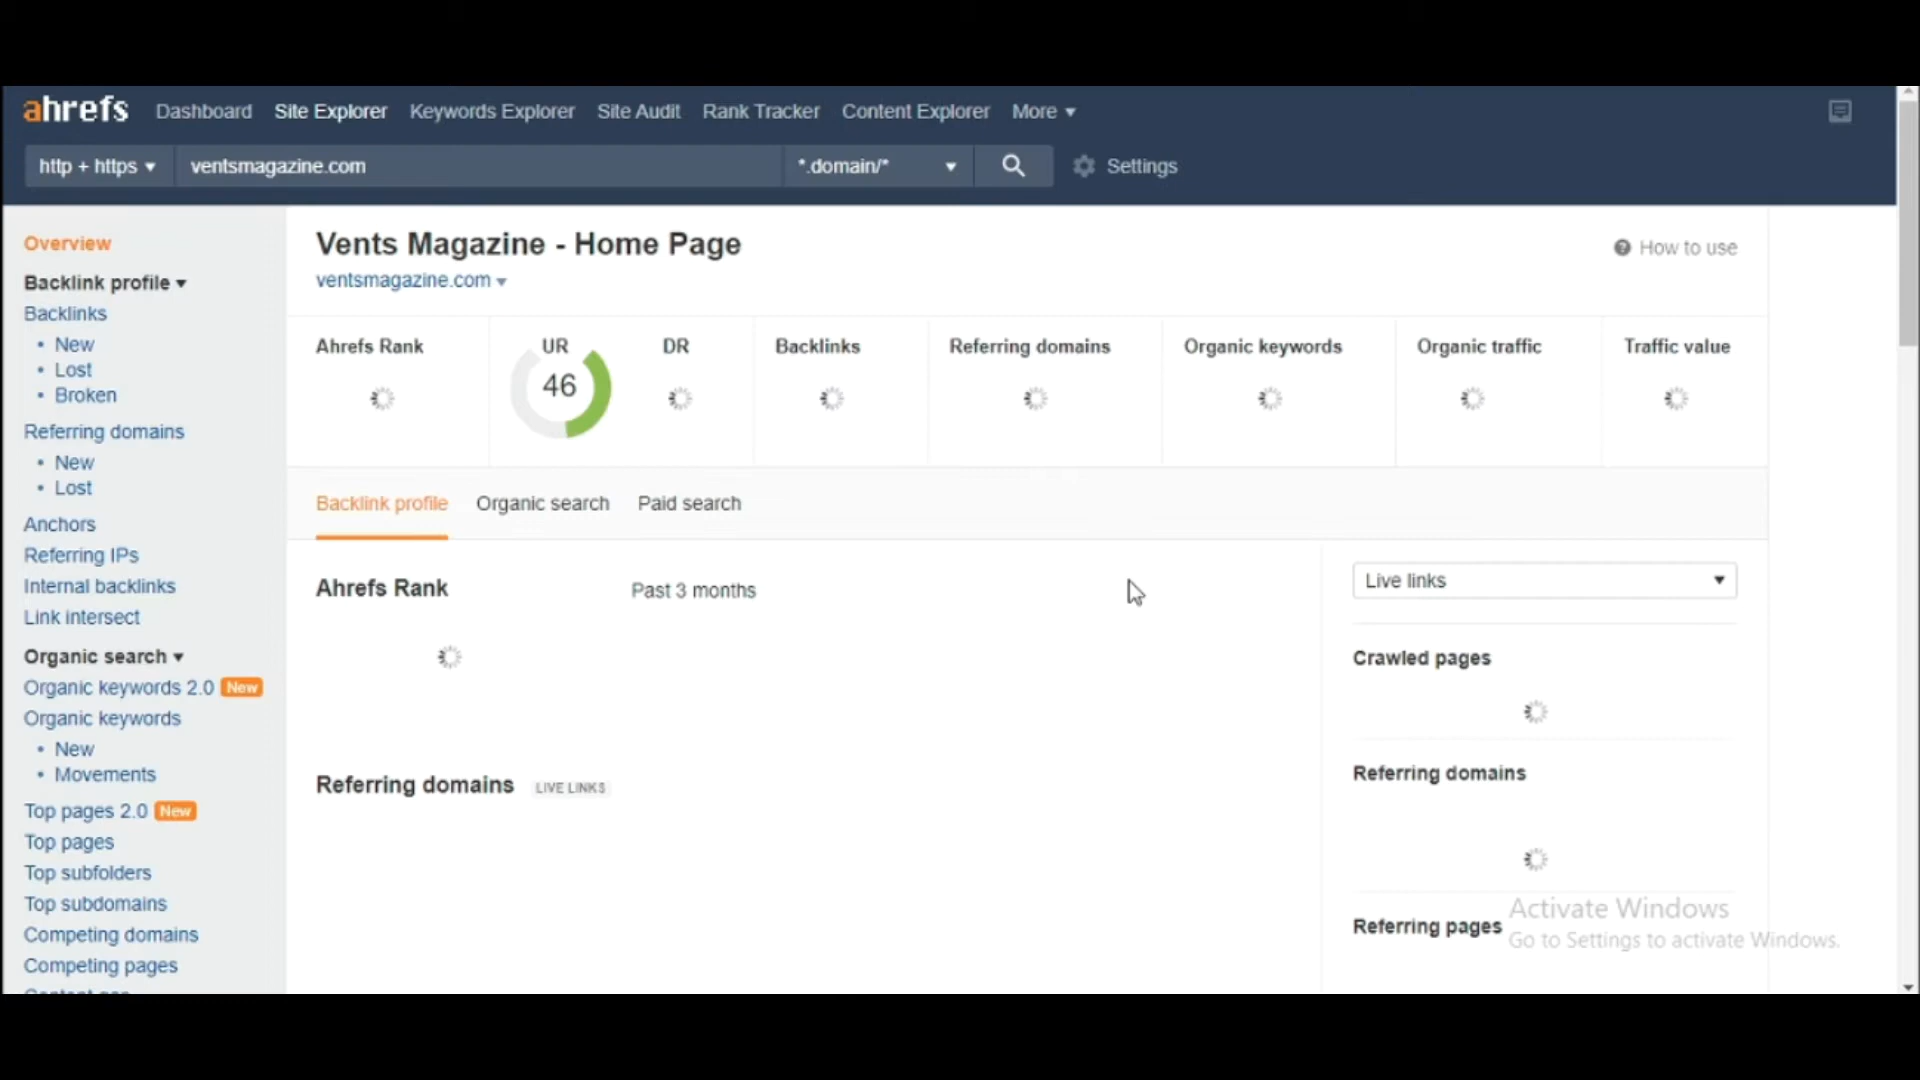 ahrefs Dashboard Site Explorer Keywords Explorer Site Audit Rank Tracker Content Explorer More
http + https ventsmagazine.com *.domain/* Settings
Overview
Backlink profile
Backlinks
• New
• Lost
• Broken
Referring domains
• New
• Lost
Anchors
Referring IPs
Internal backlinks
Link intersect
Organic search
Organic keywords 2.0 New
Organic keywords
• New
• Movements
Top pages 2.0 New
Top pages
Top subfolders
Top subdomains
Competing domains
Competing pages
Vents Magazine - Home Page
How to use
ventsmagazine.com
Ahrefs Rank UR DR Backlinks Referring domains Organic keywords Organic traffic Traffic value
46
Backlink profile Organic search Paid search
Ahrefs Rank Past 3 months
Referring domains LIVE LINKS
Live links
Crawled pages
Referring domains
Referring pages
Activate Windows
Go to Settings to activate Windows.